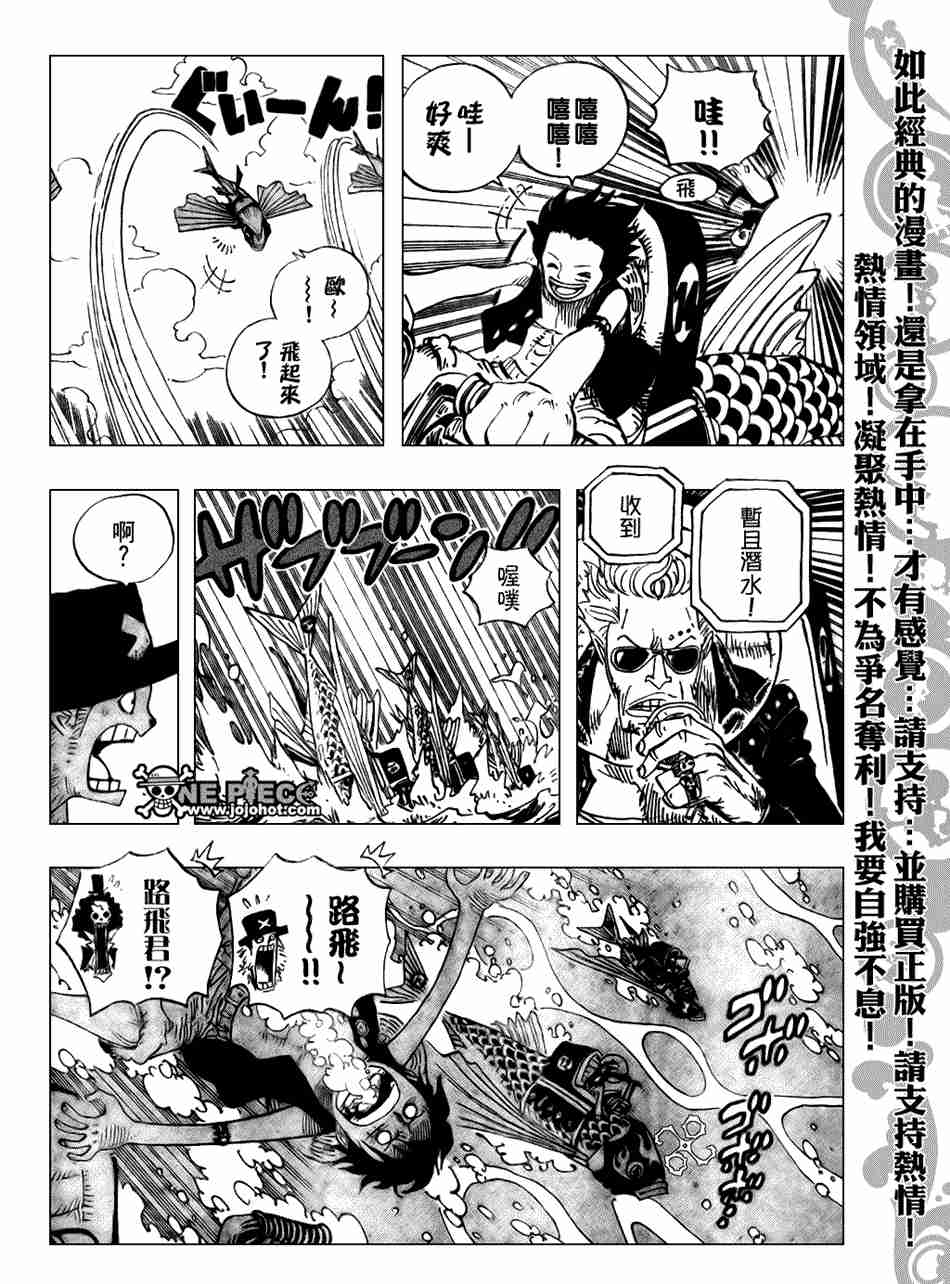 如此經典的漫畫！還是拿在手中…才有感覺…請支持…並購買正版！請支持熱情！
熱情領域！凝聚熱情！不為爭名奪利！我要自強不息！
哇!!
飛
嘻嘻
嘻嘻！
哇—
好爽
ぐいーん！
歐～
～！
飛起來
了！
暫且潛水！
收到
ザブブーン
喔噗
啊？
ONE PIECE
www.jojohot.com
路飛～
～～!!
路飛君!?
ゴボ
ゴボ